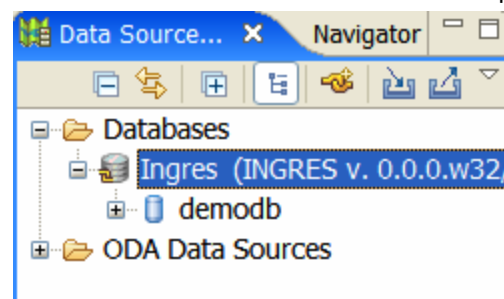 Data Source... Navigator
Databases
Ingres (INGRES v. 0.0.0.w32/
demodb
ODA Data Sources